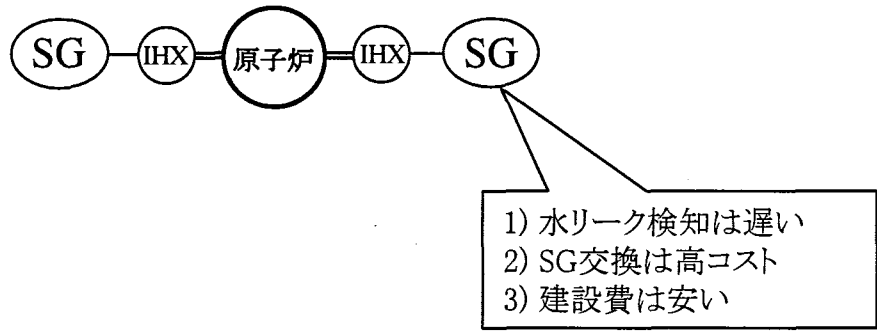 SG IHX 原子炉 IHX SG
1) 水リーク検知は遅い
2) SG交換は高コスト
3) 建設費は安い